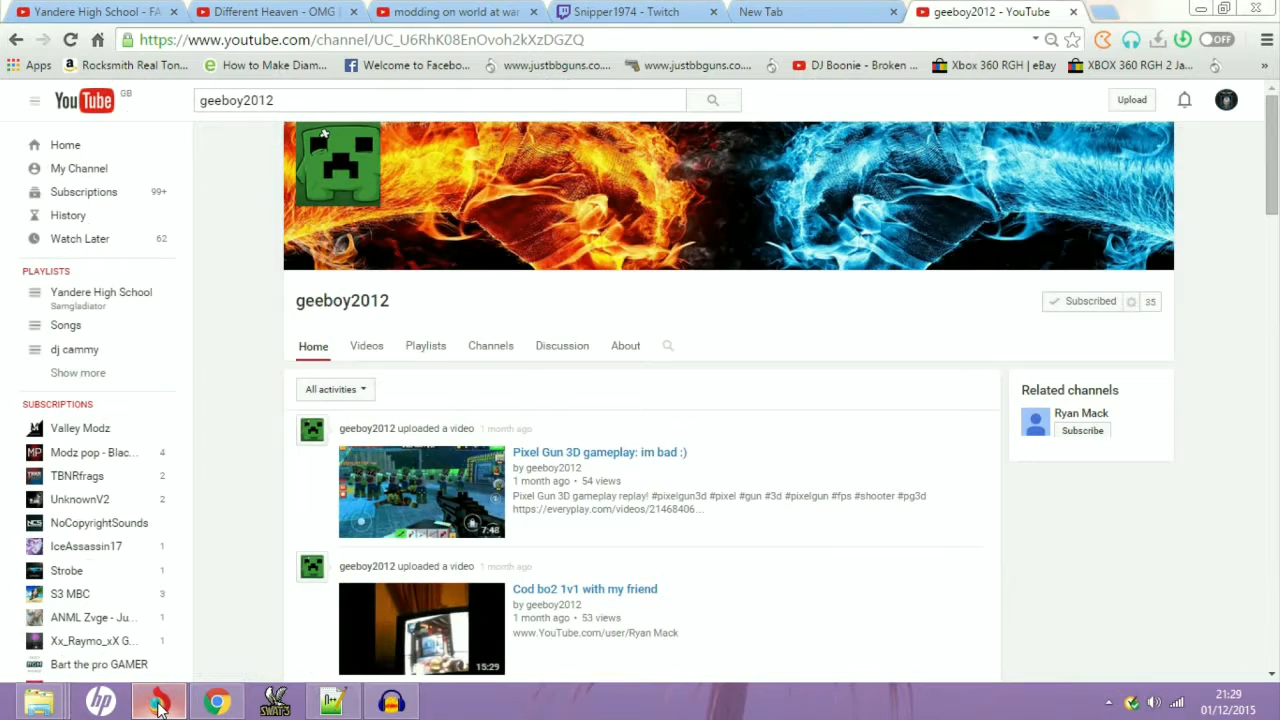 Yandere High School - FA
Different Heaven - OMG
modding on world at war
Snipper1974 - Twitch
New Tab
geeboy2012 - YouTube
https://www.youtube.com/channel/UC_U6RhK08EnOvoh2kXzDGZQ
OFF
Apps
Rocksmith Real Ton...
How to Make Diam...
Welcome to Facebo...
www.justbbguns.co....
www.justbbguns.co....
DJ Boonie - Broken ...
Xbox 360 RGH | eBay
XBOX 360 RGH 2 Ja...
»
YouTube GB
geeboy2012
Upload
Home
My Channel
Subscriptions 99+
History
Watch Later 62
PLAYLISTS
Yandere High School
Samgladiator
Songs
dj cammy
Show more
SUBSCRIPTIONS
Valley Modz
Modz pop - Blac... 4
TBNRfrags 2
UnknownV2 2
NoCopyrightSounds
IceAssassin17 1
Strobe 1
S3 MBC 3
ANML Zvge - Ju... 1
Xx_Raymo_xX G... 1
Bart the pro GAMER
geeboy2012
Subscribed 35
Home Videos Playlists Channels Discussion About
All activities
geeboy2012 uploaded a video 1 month ago
Pixel Gun 3D gameplay: im bad :)
by geeboy2012
1 month ago • 54 views
Pixel Gun 3D gameplay replay! #pixelgun3d #pixel #gun #3d #pixelgun #fps #shooter #pg3d
https://everyplay.com/videos/21468406...
7:48
geeboy2012 uploaded a video 1 month ago
Cod bo2 1v1 with my friend
by geeboy2012
1 month ago • 53 views
www.YouTube.com/user/Ryan Mack
15:29
Related channels
Ryan Mack
Subscribe
hp
21:29
01/12/2015